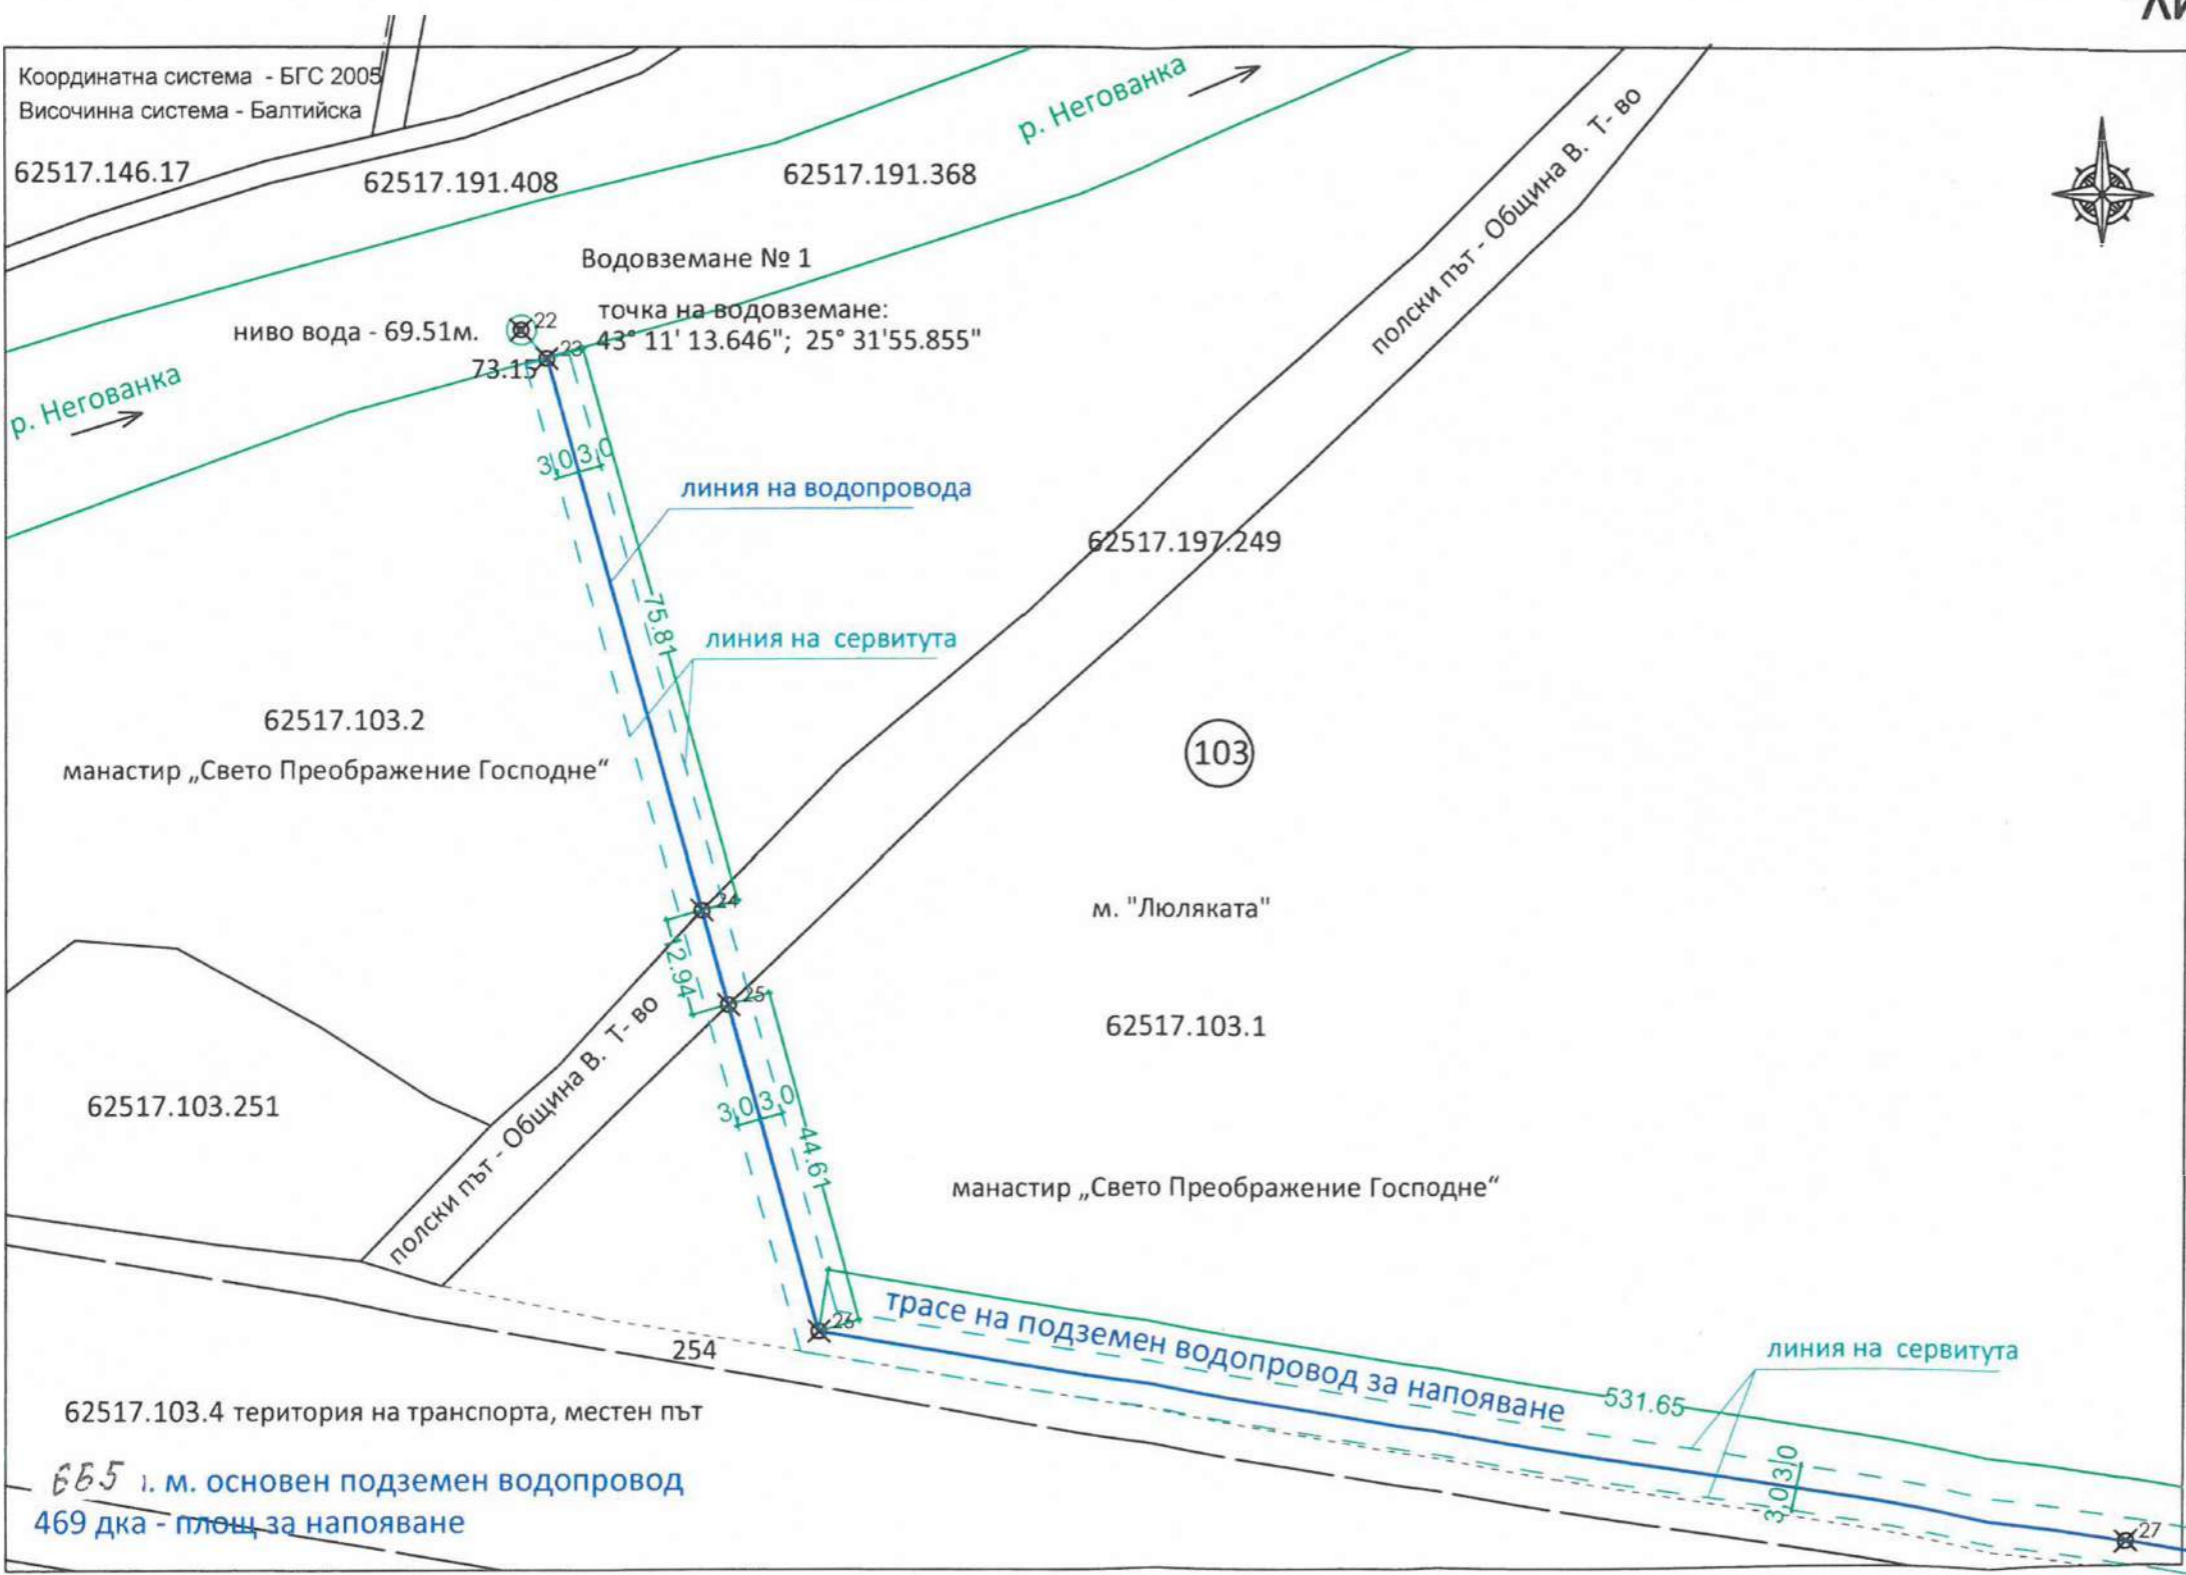 Координатна система - БГС 2005
Височинна система - Балтийска
62517.146.17
62517.191.408
62517.191.368
р. Негованка
полски път - Община В. Т- во
Водовземане № 1
точка на водовземане:
43° 11' 13.646"; 25° 31'55.855"
ниво вода - 69.51м.
22
23
73.15
р. Негованка
3,0 3,0
линия на водопровода
62517.197.249
75.81
линия на сервитута
62517.103.2
манастир „Свето Преображение Господне“
103
24
м. "Люляката"
12.94
25
62517.103.1
полски път - Община В. Т- во
62517.103.251
3,0 3,0
44.61
манастир „Свето Преображение Господне“
26
трасе на подземен водопровод за напояване
254
линия на сервитута
531.65
62517.103.4 територия на транспорта, местен път
665 м. основен подземен водопровод
3,0 3,0
469 дка - площ за напояване
27